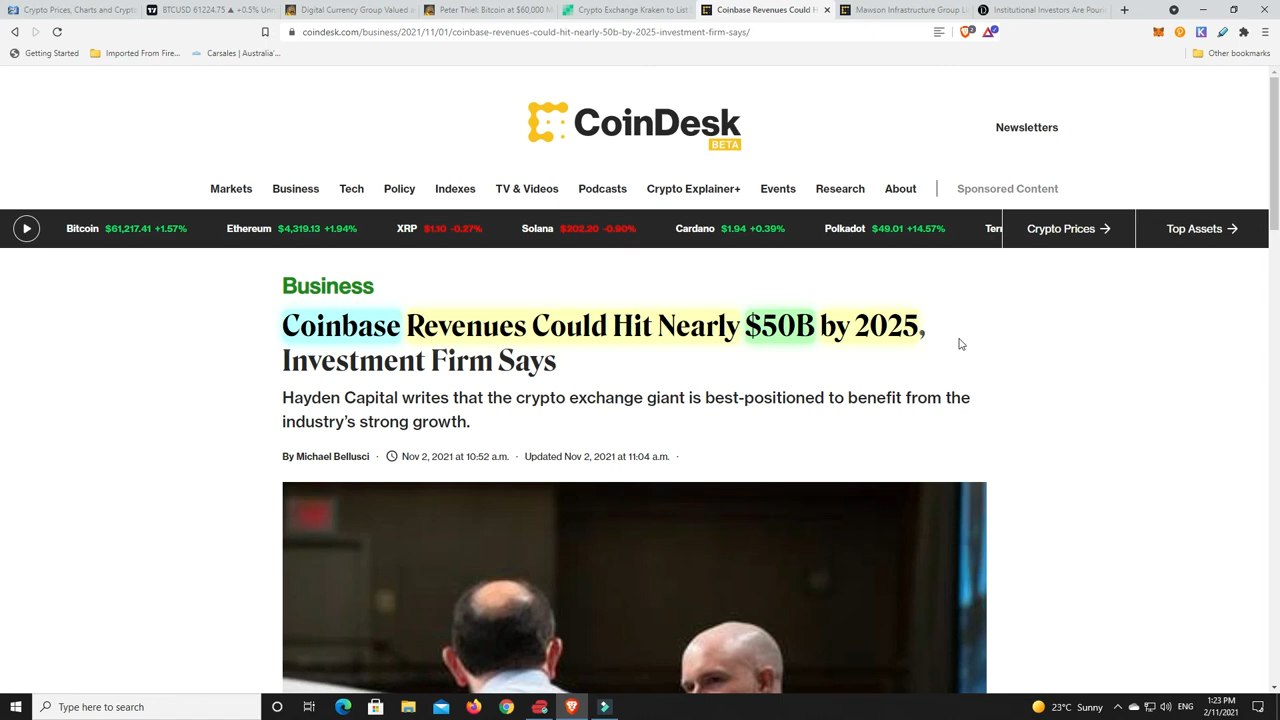 Crypto Prices, Charts and Crypto
BTCUSD 61224.75 ▲ +0.5% Un
Digital Currency Group Valued a
Peter Thiel: Bitcoin at $60,000 M
Crypto Exchange Kraken to List
Coinbase Revenues Could H
Mawson Infrastructure Group L
Institutional Investors Are Pour
coindesk.com/business/2021/11/01/coinbase-revenues-could-hit-nearly-50b-by-2025-investment-firm-says/
Getting Started
Imported From Fire...
Carsales | Australia'...
Other bookmarks
CoinDesk
BETA
Newsletters
Markets Business Tech Policy Indexes TV & Videos Podcasts Crypto Explainer+ Events Research About Sponsored Content
Bitcoin $61,217.41 +1.57% Ethereum $4,319.13 +1.94% XRP $1.10 -0.27% Solana $202.20 -0.90% Cardano $1.94 +0.39% Polkadot $49.01 +14.57% Terr Crypto Prices → Top Assets →
Business
Coinbase Revenues Could Hit Nearly $50B by 2025,
Investment Firm Says
Hayden Capital writes that the crypto exchange giant is best-positioned to benefit from the
industry’s strong growth.
By Michael Bellusci · Nov 2, 2021 at 10:52 a.m. · Updated Nov 2, 2021 at 11:04 a.m. ·
Type here to search
23°C Sunny
ENG
1:23 PM
2/11/2021